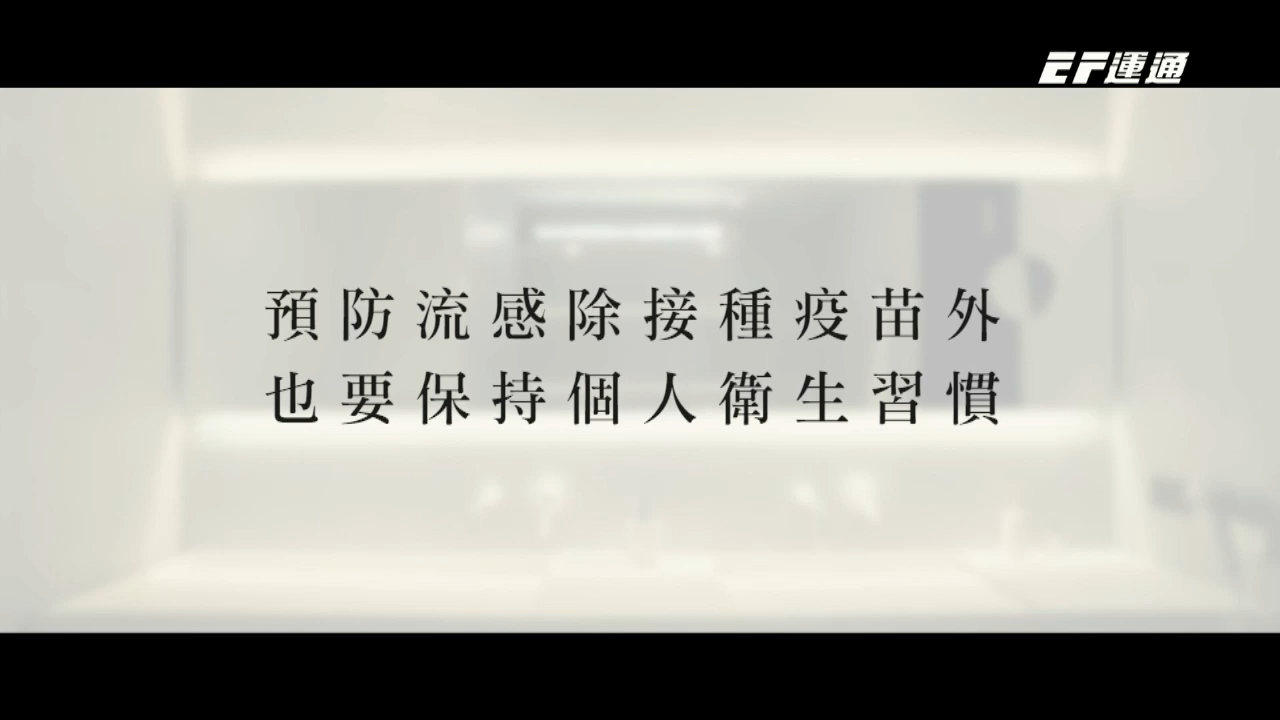 EF運通
預防流感除接種疫苗外
也要保持個人衛生習慣